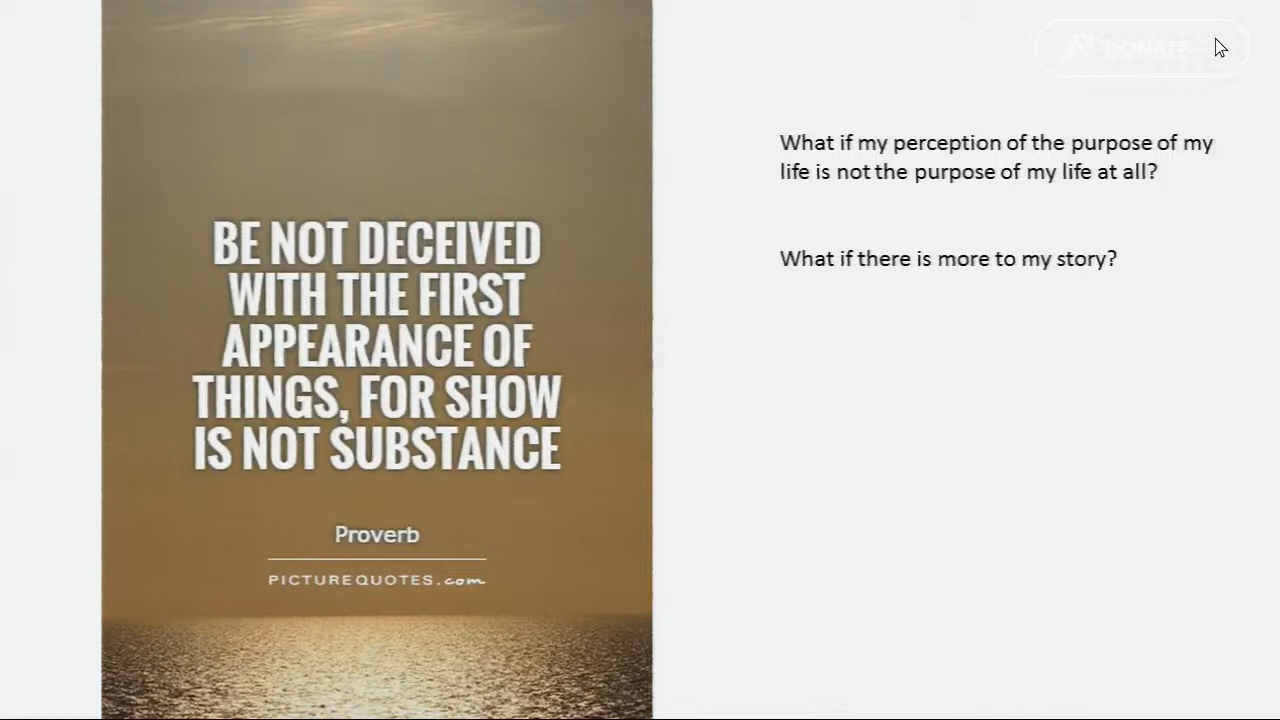 BE NOT DECEIVED
WITH THE FIRST
APPEARANCE OF
THINGS, FOR SHOW
IS NOT SUBSTANCE
Proverb
PICTUREQUOTES.com
DONATE
What if my perception of the purpose of my
life is not the purpose of my life at all?
What if there is more to my story?